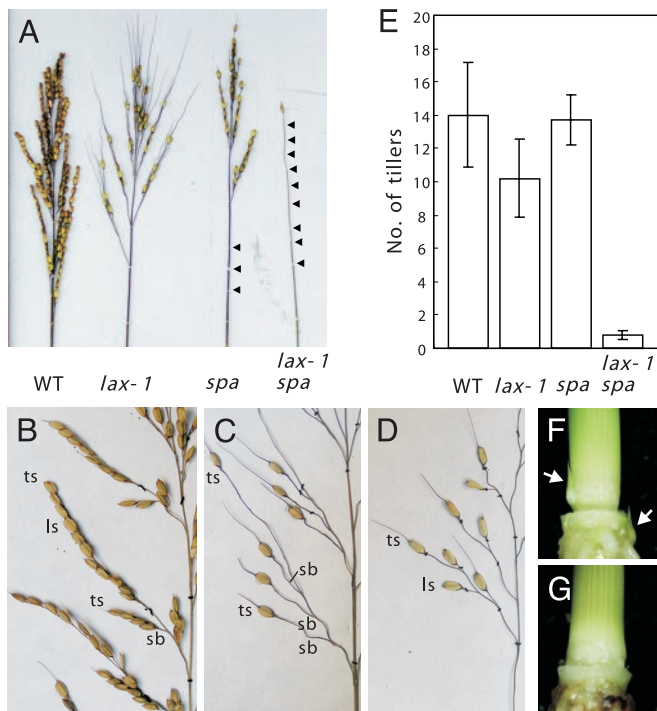 A
WT
lax-1
spa
lax-1
spa
E
No. of tillers
20
18
16
14
12
10
8
6
4
2
0
WT
lax-1
spa
lax-1
spa
B
ts
ls
ts
sb
C
ts
sb
ts
sb
sb
D
ts
ls
F
G